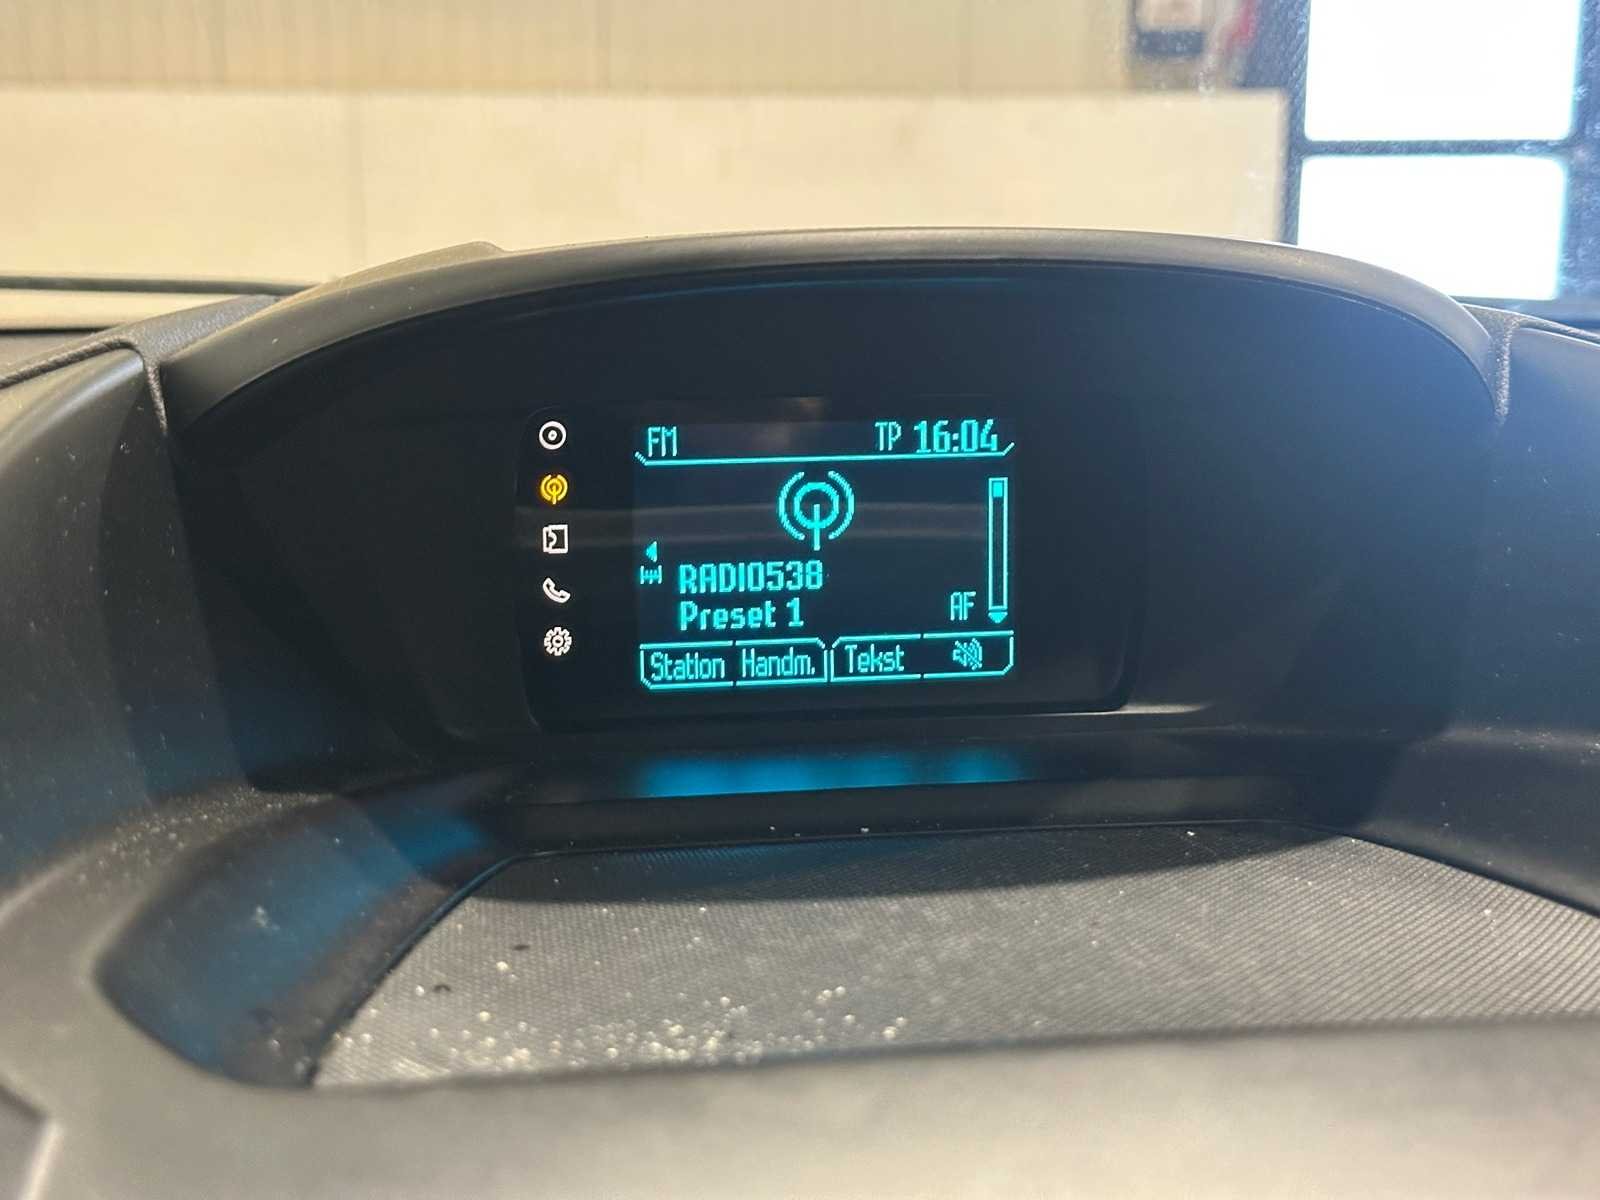 FM TP 16:04
RADIO538
Preset 1 AF
Station Handm. Tekst